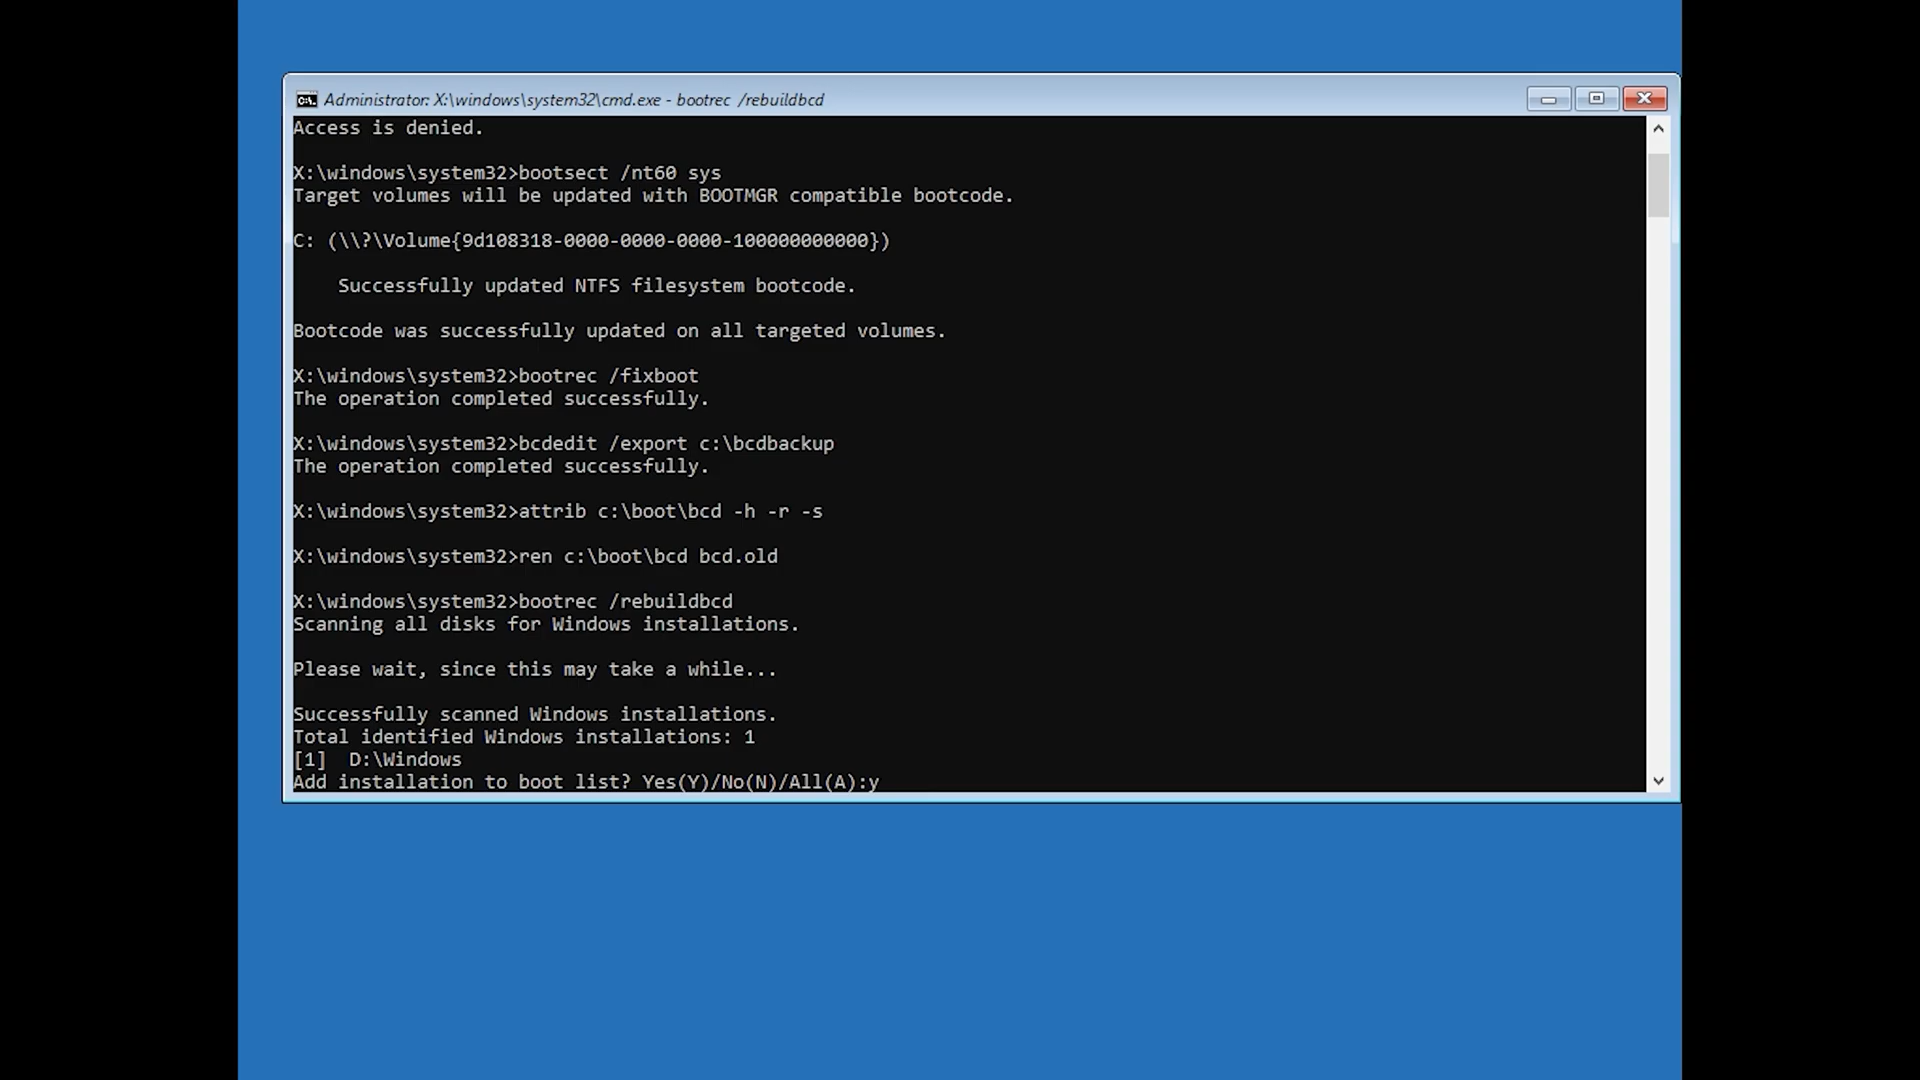 Administrator: X:\windows\system32\cmd.exe - bootrec /rebuildbcd
Access is denied.
X:\windows\system32>bootsect /nt60 sys
Target volumes will be updated with BOOTMGR compatible bootcode.
C: (\\?\Volume{9d108318-0000-0000-0000-100000000000})
Successfully updated NTFS filesystem bootcode.
Bootcode was successfully updated on all targeted volumes.
X:\windows\system32>bootrec /fixboot
The operation completed successfully.
X:\windows\system32>bcdedit /export c:\bcdbackup
The operation completed successfully.
X:\windows\system32>attrib c:\boot\bcd -h -r -s
X:\windows\system32>ren c:\boot\bcd bcd.old
X:\windows\system32>bootrec /rebuildbcd
Scanning all disks for Windows installations.
Please wait, since this may take a while...
Successfully scanned Windows installations.
Total identified Windows installations: 1
[1]  D:\Windows
Add installation to boot list? Yes(Y)/No(N)/All(A):y